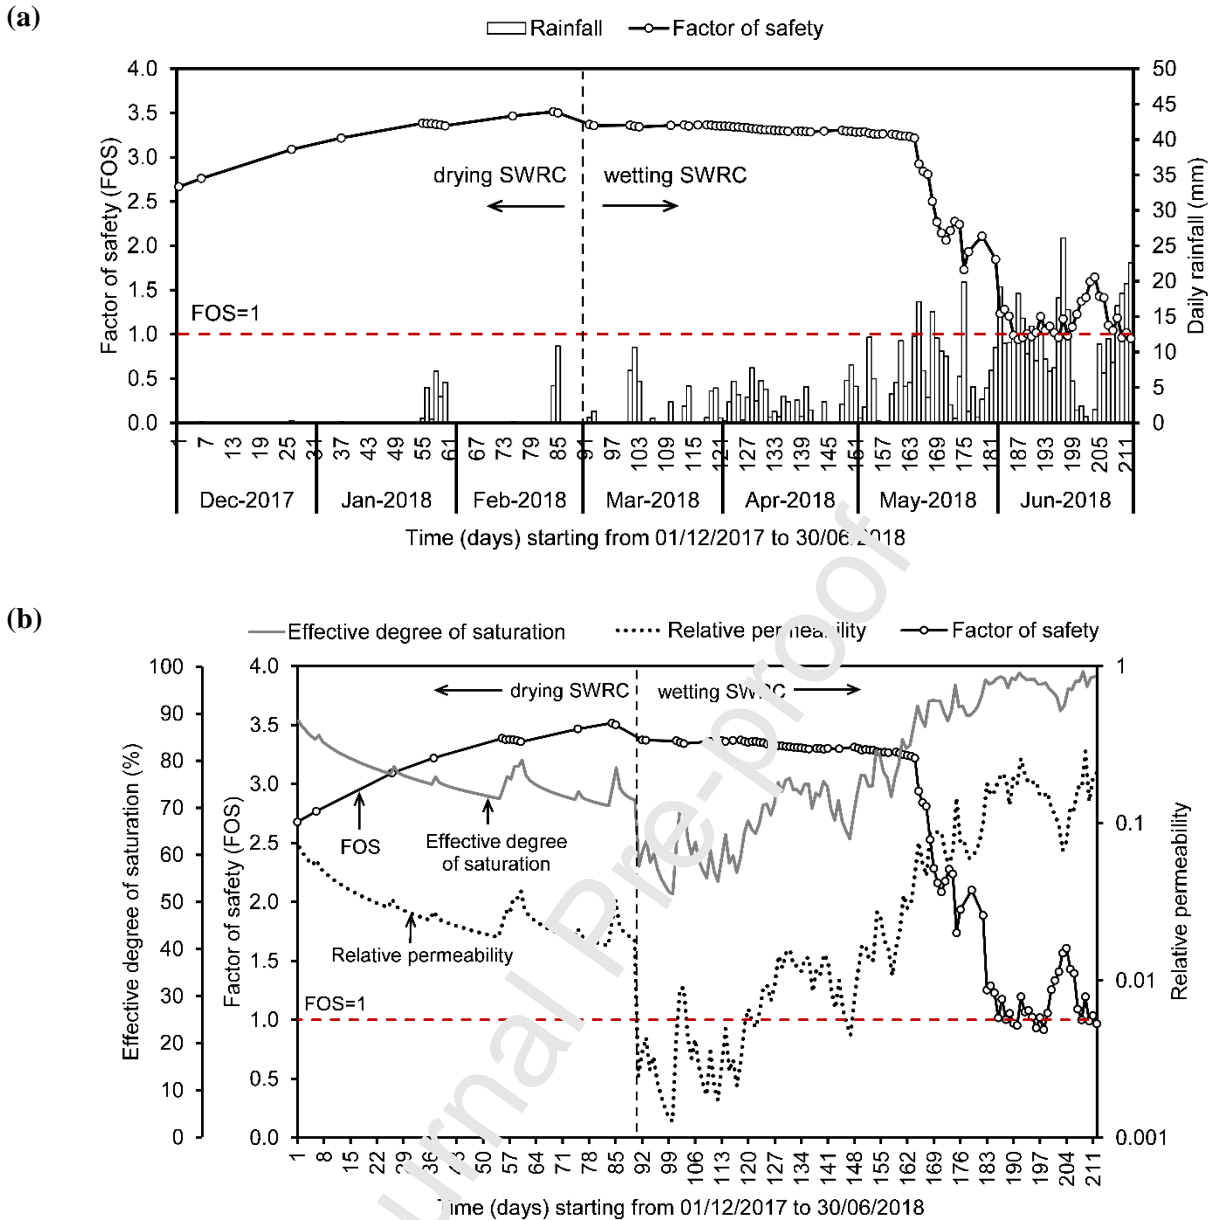 (a)
Rainfall Factor of safety
4.0 3.5 3.0 2.5 2.0 1.5 1.0 0.5 0.0
Factor of safety (FOS)
drying SWRC wetting SWRC
FOS=1
50 45 40 35 30 25 20 15 10 5 0
Daily rainfall (mm)
1 7 13 19 25 31 37 43 49 55 61 67 73 79 85 91 97 103 109 115 121 127 133 139 145 151 157 163 169 175 181 187 193 199 205 211
Dec-2017 Jan-2018 Feb-2018 Mar-2018 Apr-2018 May-2018 Jun-2018
Time (days) starting from 01/12/2017 to 30/06/2018
(b)
Effective degree of saturation Relative permeability Factor of safety
100 90 80 70 60 50 40 30 20 10 0
Effective degree of saturation (%)
4.0 3.5 3.0 2.5 2.0 1.5 1.0 0.5 0.0
Factor of safety (FOS)
drying SWRC wetting SWRC
FOS
Effective degree
of saturation
Relative permeability
FOS=1
1 0.1 0.01 0.001
Relative permeability
1 8 15 22 29 36 43 50 57 64 71 78 85 92 99 106 113 120 127 134 141 148 155 162 169 176 183 190 197 204 211
Time (days) starting from 01/12/2017 to 30/06/2018
urnal Pre-proof